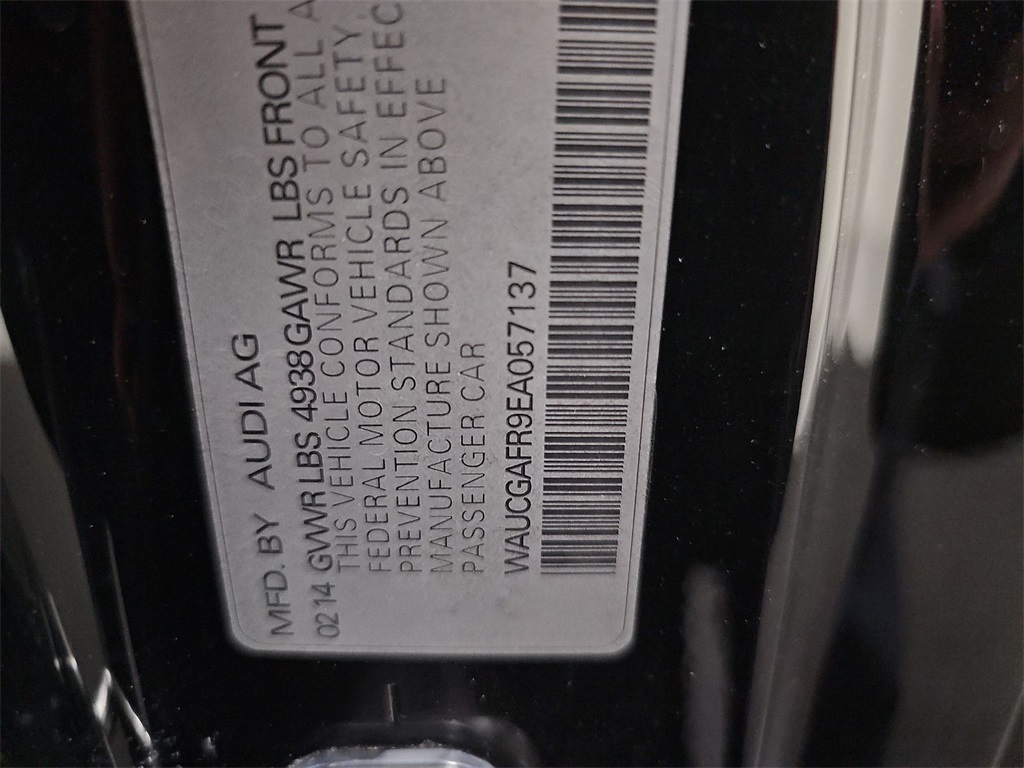 MFD. BY AUDI AG
02 14 GVWR LBS 4938 GAWR LBS FRONT
THIS VEHICLE CONFORMS TO ALL A
FEDERAL MOTOR VEHICLE SAFETY
PREVENTION STANDARDS IN EFFEC
MANUFACTURE SHOWN ABOVE
PASSENGER CAR
WAUCGAFR9EA057137